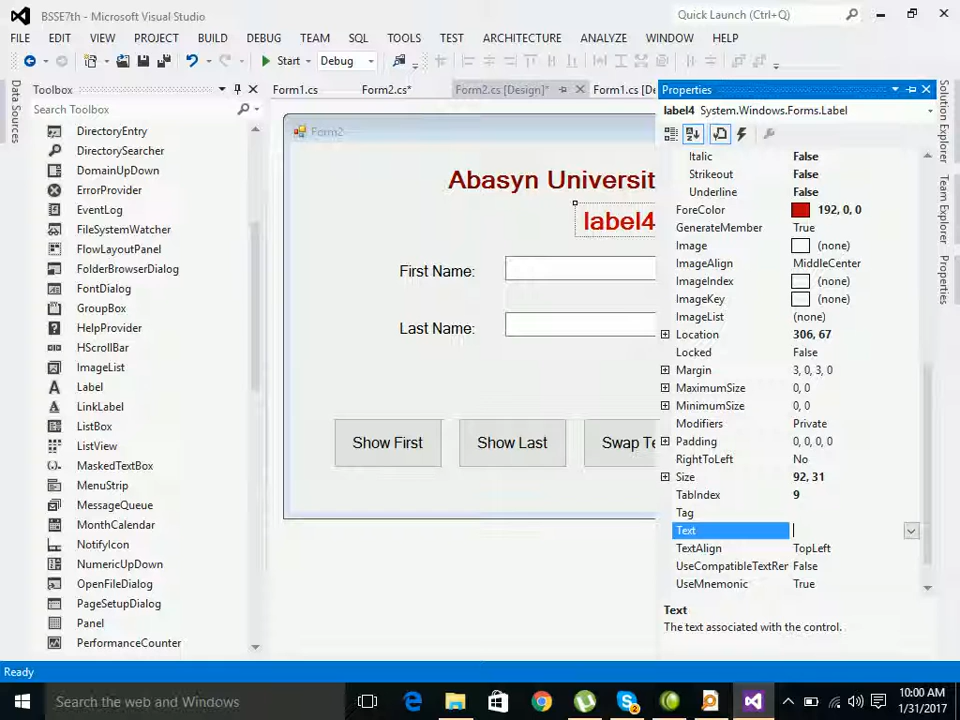 BSSE7th - Microsoft Visual Studio
Quick Launch (Ctrl+Q)
FILE EDIT VIEW PROJECT BUILD DEBUG TEAM SQL TOOLS TEST ARCHITECTURE ANALYZE WINDOW HELP
Start Debug
Data Sources
Toolbox
Search Toolbox
DirectoryEntry
DirectorySearcher
DomainUpDown
ErrorProvider
EventLog
FileSystemWatcher
FlowLayoutPanel
FolderBrowserDialog
FontDialog
GroupBox
HelpProvider
HScrollBar
ImageList
Label
LinkLabel
ListBox
ListView
MaskedTextBox
MenuStrip
MessageQueue
MonthCalendar
NotifyIcon
NumericUpDown
OpenFileDialog
PageSetupDialog
Panel
PerformanceCounter
Form1.cs Form2.cs* Form2.cs [Design]* Form1.cs [De
Form2
Abasyn Universit
label4
First Name:
Last Name:
Show First Show Last Swap Te
Properties
label4 System.Windows.Forms.Label
Italic False
Strikeout False
Underline False
ForeColor 192, 0, 0
GenerateMember True
Image (none)
ImageAlign MiddleCenter
ImageIndex (none)
ImageKey (none)
ImageList (none)
Location 306, 67
Locked False
Margin 3, 0, 3, 0
MaximumSize 0, 0
MinimumSize 0, 0
Modifiers Private
Padding 0, 0, 0, 0
RightToLeft No
Size 92, 31
TabIndex 9
Tag
Text
TextAlign TopLeft
UseCompatibleTextRer False
UseMnemonic True
Text
The text associated with the control.
Solution Explorer
Team Explorer
Properties
Ready
Search the web and Windows
10:00 AM
1/31/2017